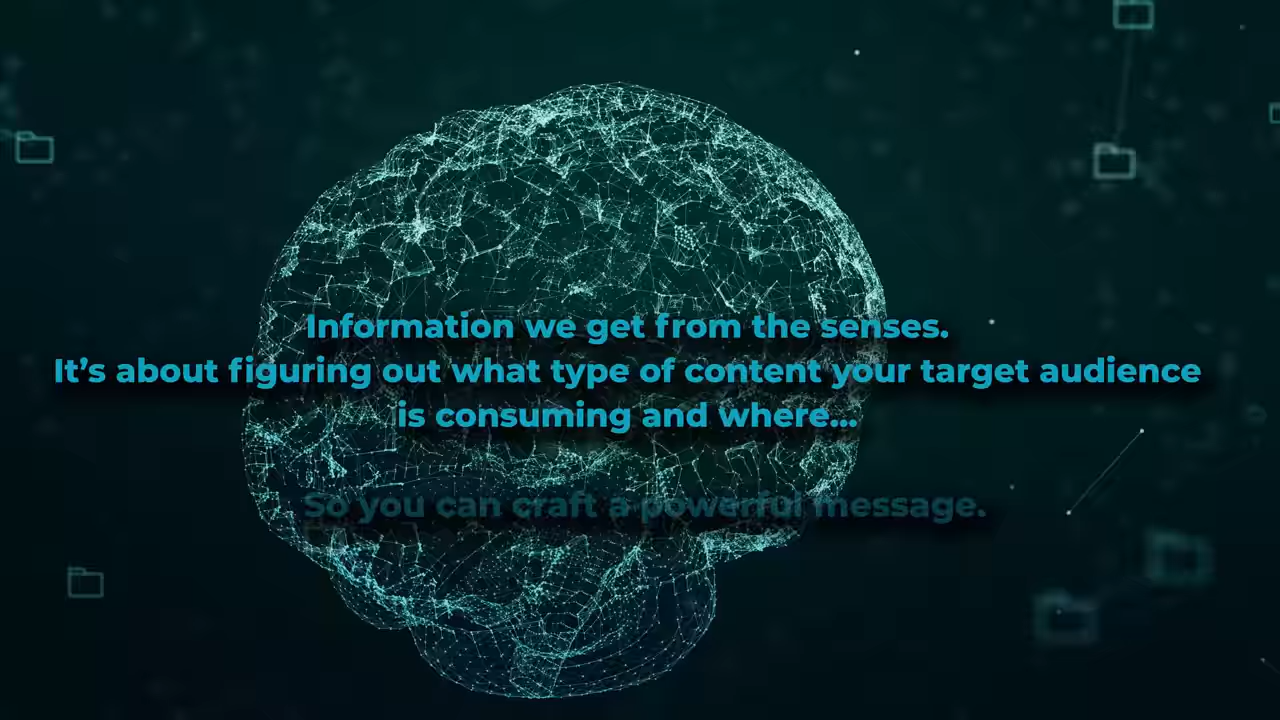 Information we get from the senses.
It’s about figuring out what type of content your target audience
is consuming and where...
So you can craft a powerful message.